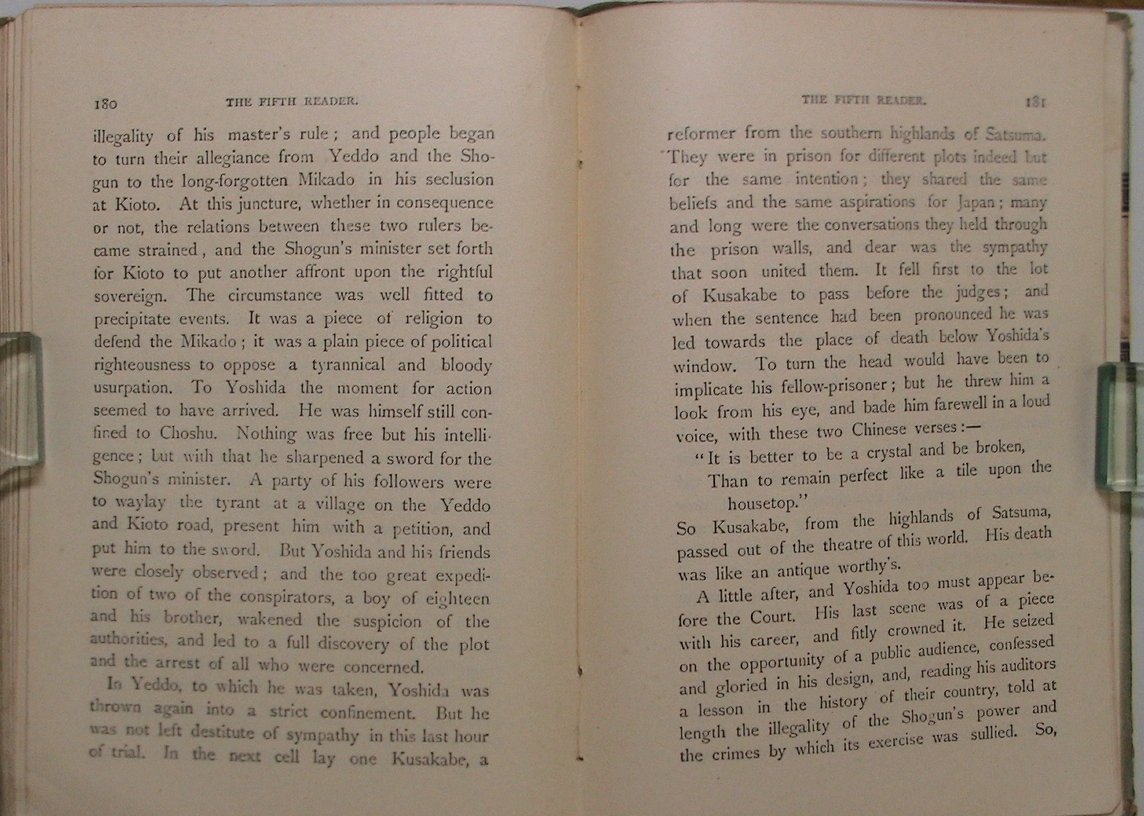 180 THE FIFTH READER.
illegality of his master's rule; and people began
to turn their allegiance from Yeddo and the Sho-
gun to the long-forgotten Mikado in his seclusion
at Kioto. At this juncture, whether in consequence
or not, the relations between these two rulers be-
came strained, and the Shogun's minister set forth
for Kioto to put another affront upon the rightful
sovereign. The circumstance was well fitted to
precipitate events. It was a piece of religion to
defend the Mikado; it was a plain piece of political
righteousness to oppose a tyrannical and bloody
usurpation. To Yoshida the moment for action
seemed to have arrived. He was himself still con-
fined to Choshu. Nothing was free but his intelli-
gence; but with that he sharpened a sword for the
Shogun's minister. A party of his followers were
to waylay the tyrant at a village on the Yeddo
and Kioto road, present him with a petition, and
put him to the sword. But Yoshida and his friends
were closely observed; and the too great expedi-
tion of two of the conspirators, a boy of eighteen
and his brother, wakened the suspicion of the
authorities, and led to a full discovery of the plot
and the arrest of all who were concerned.
In Yeddo, to which he was taken, Yoshida was
thrown again into a strict confinement. But he
was not left destitute of sympathy in this last hour
of trial. In the next cell lay one Kusakabe, a
THE FIFTH READER. 181
reformer from the southern highlands of Satsuma.
They were in prison for different plots indeed but
for the same intention; they shared the same
beliefs and the same aspirations for Japan; many
and long were the conversations they held through
the prison walls, and dear was the sympathy
that soon united them. It fell first to the lot
of Kusakabe to pass before the judges; and
when the sentence had been pronounced he was
led towards the place of death below Yoshida's
window. To turn the head would have been to
implicate his fellow-prisoner; but he threw him a
look from his eye, and bade him farewell in a loud
voice, with these two Chinese verses:—
"It is better to be a crystal and be broken,
Than to remain perfect like a tile upon the
housetop."
So Kusakabe, from the highlands of Satsuma,
passed out of the theatre of this world. His death
was like an antique worthy's.
A little after, and Yoshida too must appear be-
fore the Court. His last scene was of a piece
with his career, and fitly crowned it. He seized
on the opportunity of a public audience, confessed
and gloried in his design, and, reading his auditors
a lesson in the history of their country, told at
length the illegality of the Shogun's power and
the crimes by which its exercise was sullied. So,